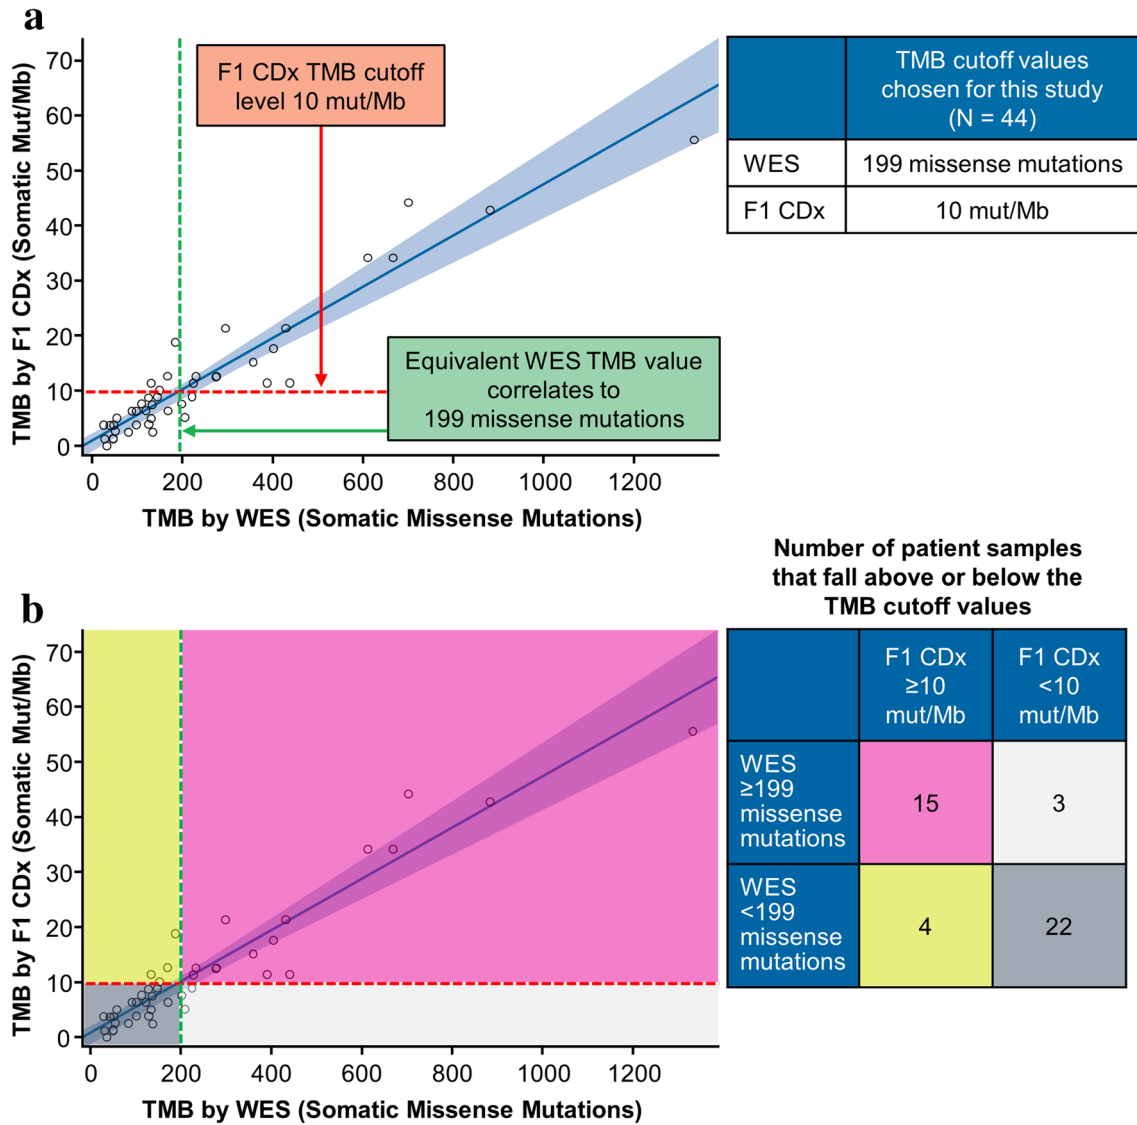 a
70
60
50
40
30
20
10
0
TMB by F1 CDx (Somatic Mut/Mb)
F1 CDx TMB cutoff
level 10 mut/Mb
Equivalent WES TMB value
correlates to
199 missense mutations
0 200 400 600 800 1000 1200
TMB by WES (Somatic Missense Mutations)
TMB cutoff values
chosen for this study
(N = 44)
WES 199 missense mutations
F1 CDx 10 mut/Mb
b
70
60
50
40
30
20
10
0
TMB by F1 CDx (Somatic Mut/Mb)
0 200 400 600 800 1000 1200
TMB by WES (Somatic Missense Mutations)
Number of patient samples
that fall above or below the
TMB cutoff values
F1 CDx
≥10
mut/Mb
F1 CDx
<10
mut/Mb
WES
≥199
missense
mutations
15 3
WES
<199
missense
mutations
4 22